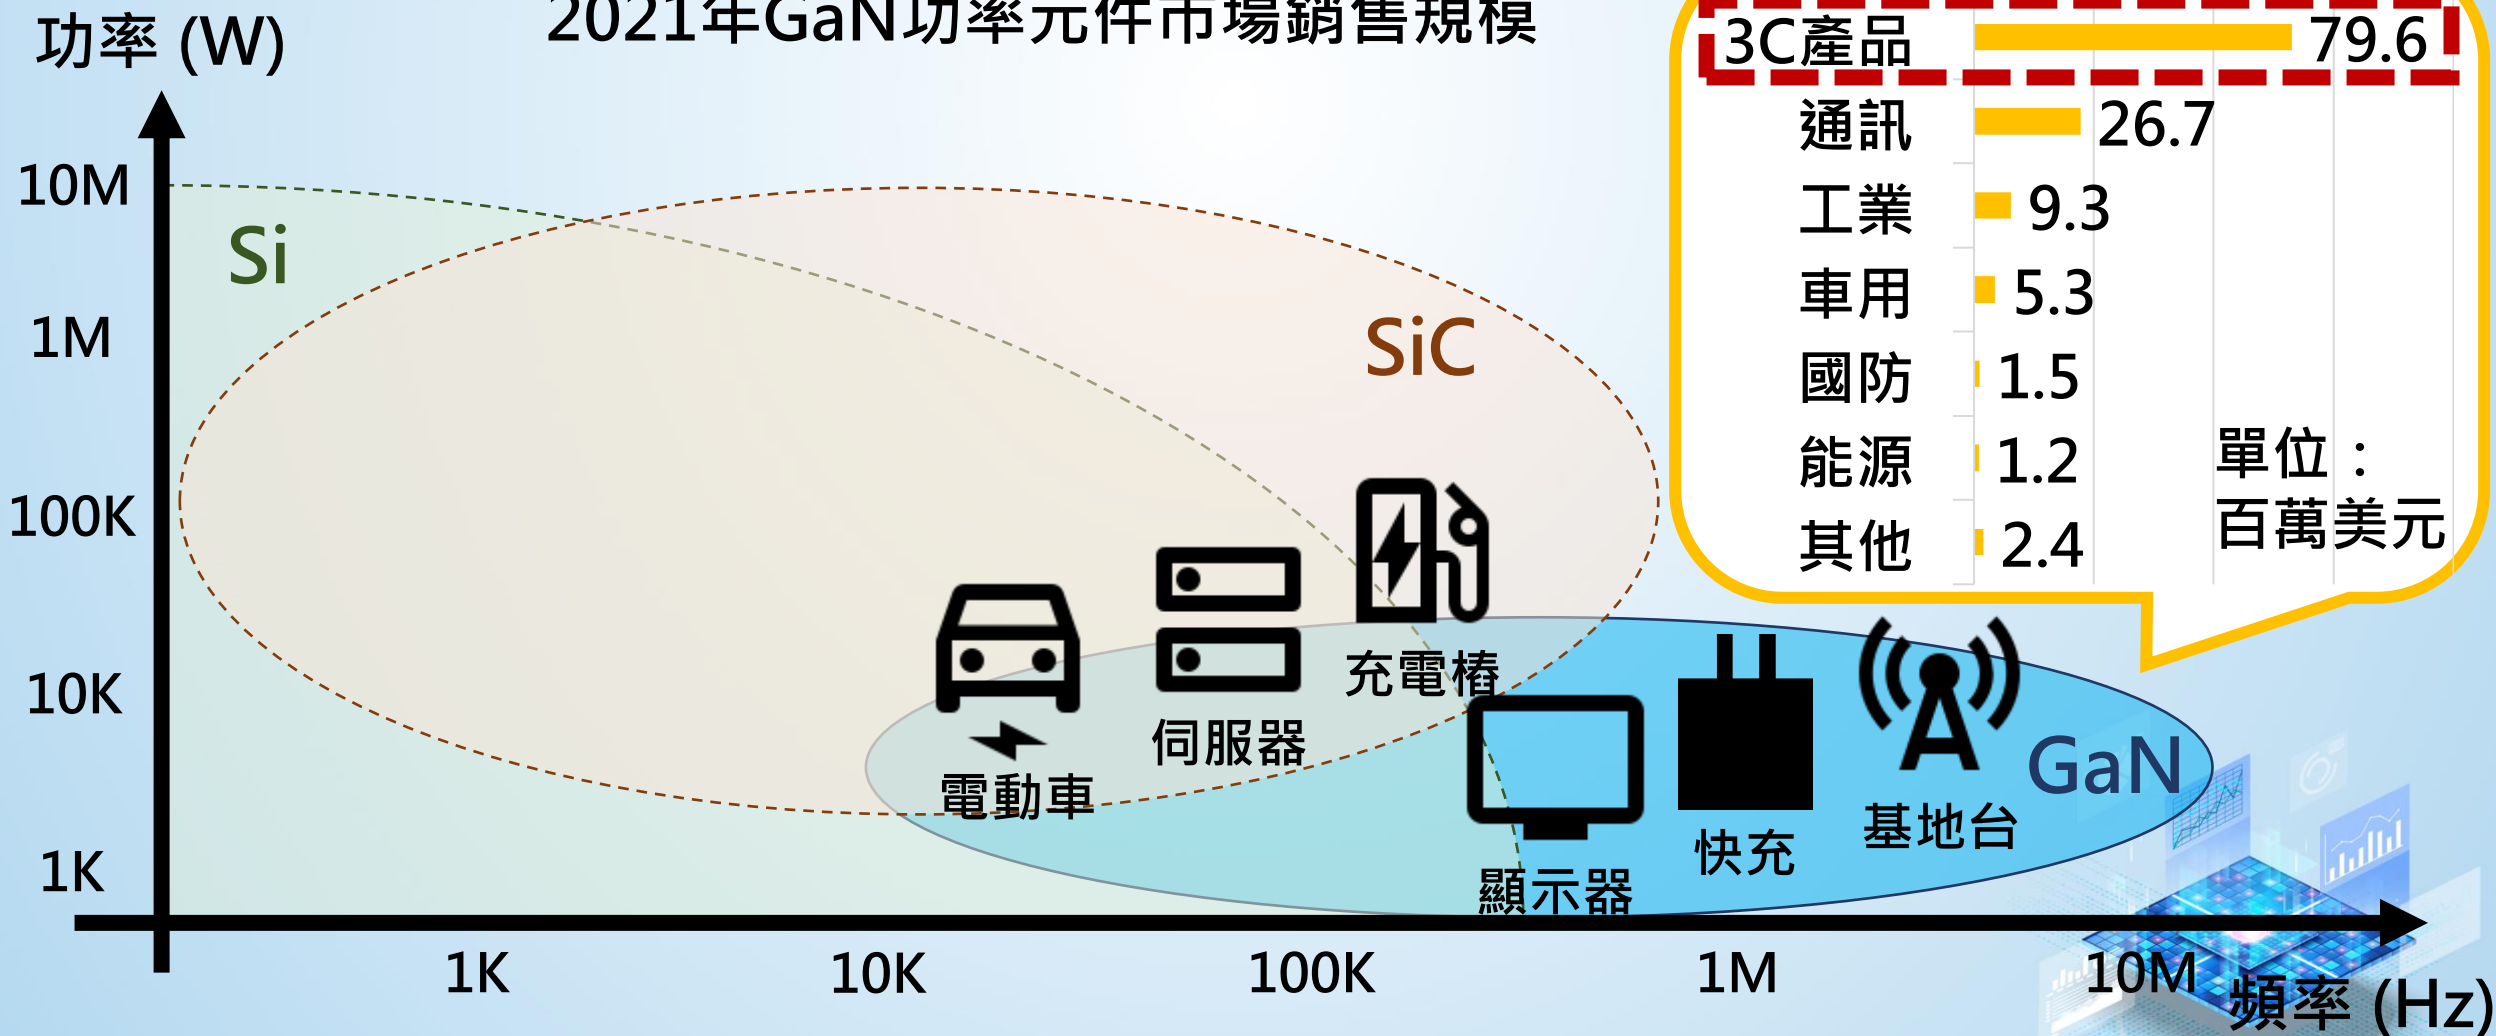 2021年GaN功率元件市場銷售規模
功率 (W)
10M
1M
100K
10K
1K
Si
SiC
GaN
電動車
伺服器
充電樁
顯示器
快充
基地台
1K
10K
100K
1M
10M
頻率 (Hz)
3C產品 79.6
通訊 26.7
工業 9.3
車用 5.3
國防 1.5
能源 1.2
其他 2.4
單位：
百萬美元